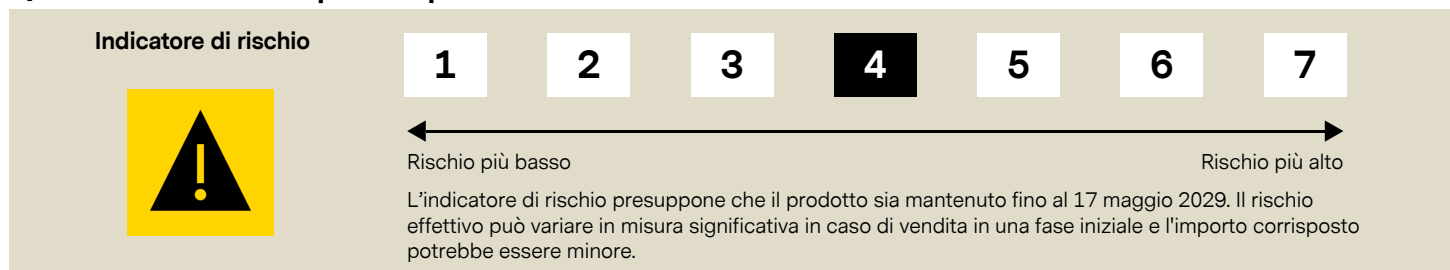 Indicatore di rischio
1 2 3 4 5 6 7
Rischio più basso
Rischio più alto
L'indicatore di rischio presuppone che il prodotto sia mantenuto fino al 17 maggio 2029. Il rischio
effettivo può variare in misura significativa in caso di vendita in una fase iniziale e l'importo corrisposto
potrebbe essere minore.